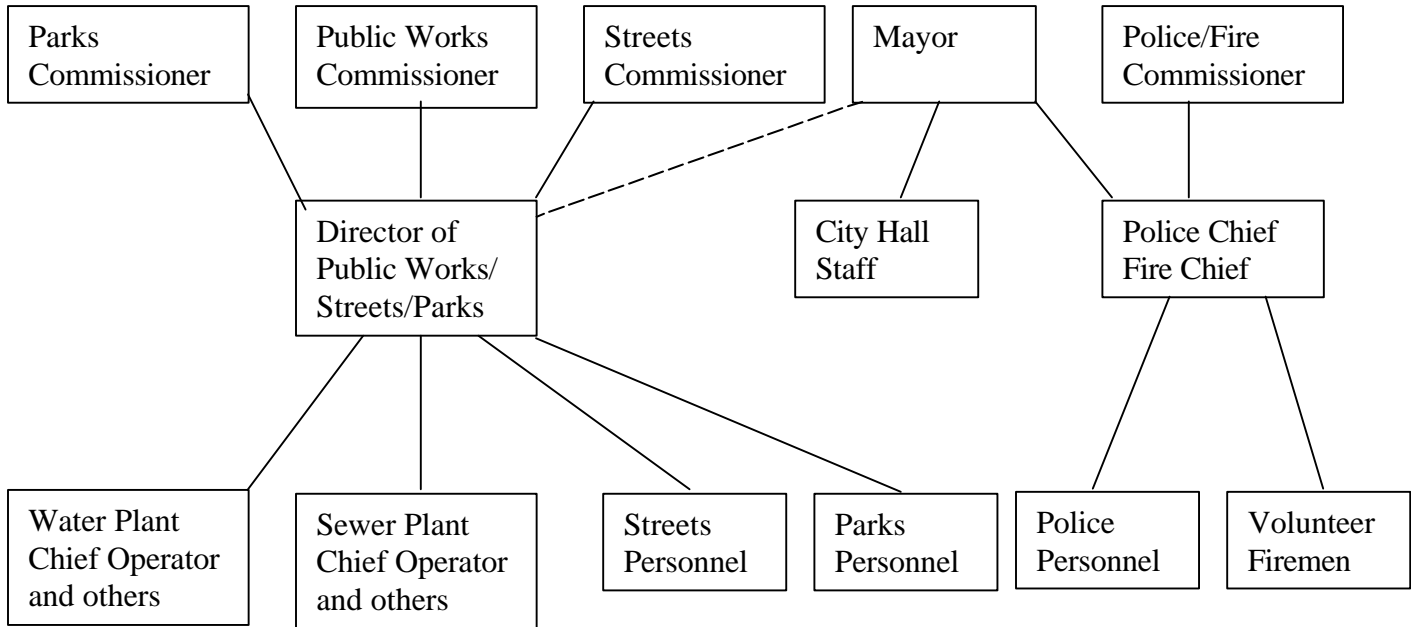 Parks
Commissioner
Public Works
Commissioner
Streets
Commissioner
Mayor
Police/Fire
Commissioner
Director of
Public Works/
Streets/Parks
City Hall
Staff
Police Chief
Fire Chief
Water Plant
Chief Operator
and others
Sewer Plant
Chief Operator
and others
Streets
Personnel
Parks
Personnel
Police
Personnel
Volunteer
Firemen